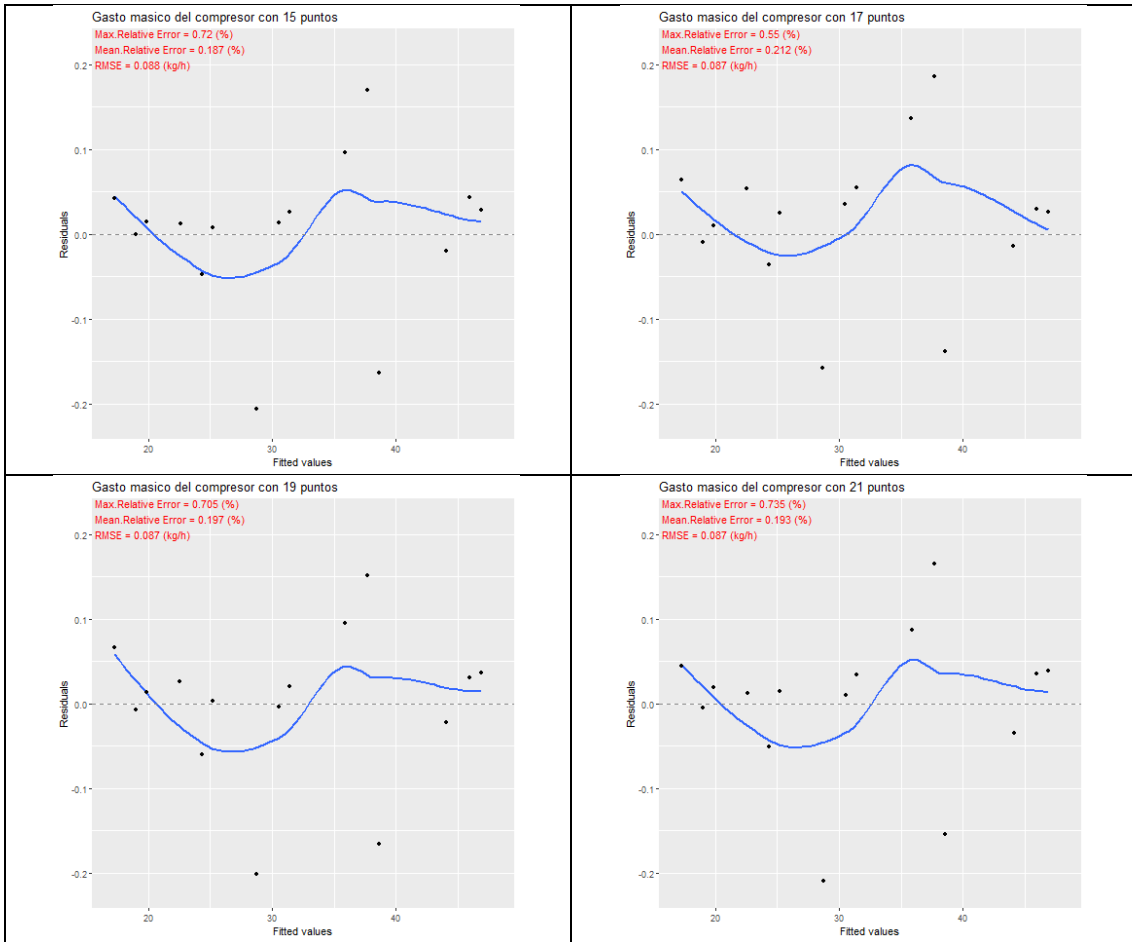 Gasto masico del compresor con 15 puntos
Max.Relative Error = 0.72 (%)
Mean.Relative Error = 0.187 (%)
RMSE = 0.088 (kg/h)
0.2
0.1
0.0
-0.1
-0.2
Residuals
20 30 40
Fitted values
Gasto masico del compresor con 17 puntos
Max.Relative Error = 0.55 (%)
Mean.Relative Error = 0.212 (%)
RMSE = 0.087 (kg/h)
0.2
0.1
0.0
-0.1
-0.2
Residuals
20 30 40
Fitted values
Gasto masico del compresor con 19 puntos
Max.Relative Error = 0.705 (%)
Mean.Relative Error = 0.197 (%)
RMSE = 0.087 (kg/h)
0.2
0.1
0.0
-0.1
-0.2
Residuals
20 30 40
Fitted values
Gasto masico del compresor con 21 puntos
Max.Relative Error = 0.735 (%)
Mean.Relative Error = 0.193 (%)
RMSE = 0.087 (kg/h)
0.2
0.1
0.0
-0.1
-0.2
Residuals
20 30 40
Fitted values